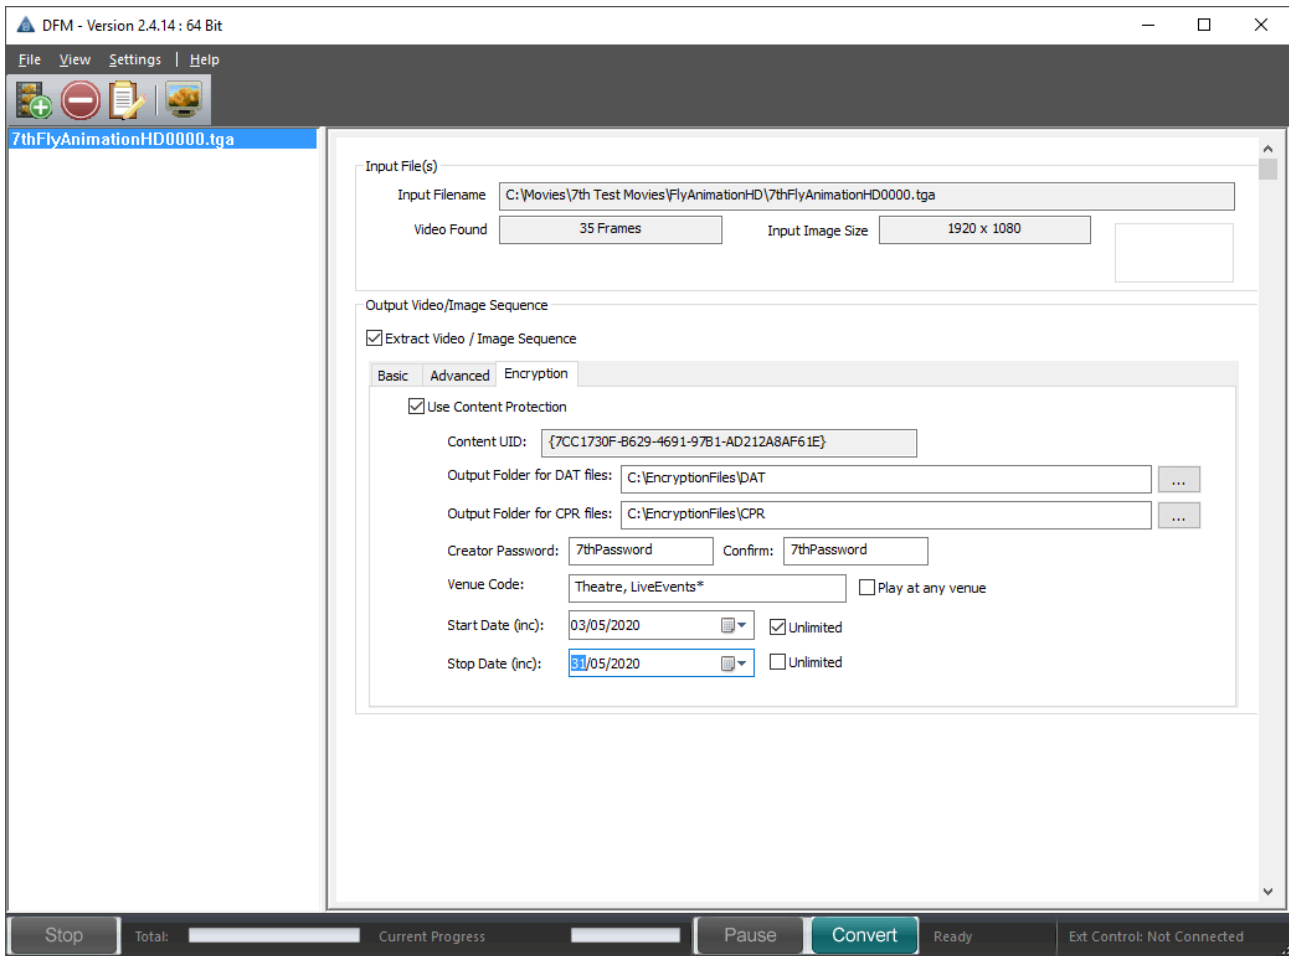 DFM - Version 2.4.14 : 64 Bit
File View Settings | Help
7thFlyAnimationHD0000.tga
Input File(s)
Input Filename C:\Movies\7th Test Movies\FlyAnimationHD\7thFlyAnimationHD0000.tga
Video Found 35 Frames Input Image Size 1920 x 1080
Output Video/Image Sequence
Extract Video / Image Sequence
Basic Advanced Encryption
Use Content Protection
Content UID: {7CC1730F-B629-4691-97B1-AD212A8AF61E}
Output Folder for DAT files: C:\EncryptionFiles\DAT ...
Output Folder for CPR files: C:\EncryptionFiles\CPR ...
Creator Password: 7thPassword Confirm: 7thPassword
Venue Code: Theatre, LiveEvents* Play at any venue
Start Date (inc): 03/05/2020 Unlimited
Stop Date (inc): 31/05/2020 Unlimited
Stop Total: Current Progress Pause Convert Ready Ext Control: Not Connected